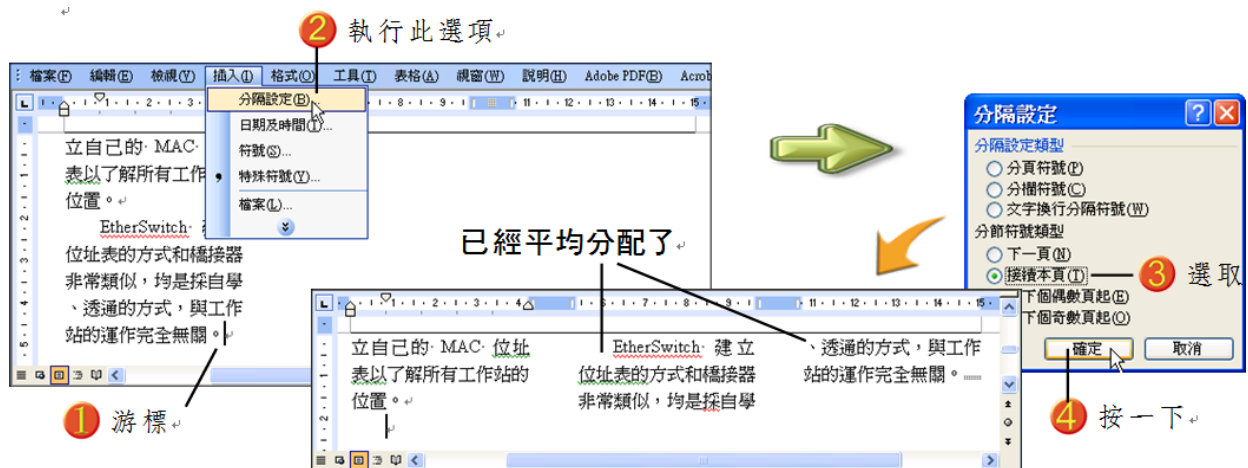 2 執行此選項
檔案(F) 編輯(E) 檢視(V) 插入(I) 格式(O) 工具(T) 表格(A) 視窗(W) 說明(H) Adobe PDF(B) Acrob
分隔設定(B)...
日期及時間(T)...
符號(S)...
特殊符號(Y)...
檔案(L)...
立自己的 MAC
表以了解所有工作
位置。
EtherSwitch
位址表的方式和橋接器
非常類似,均是採自學
、透通的方式,與工作
站的運作完全無關。
1 游標
已經平均分配了
立自己的 MAC 位址
表以了解所有工作站的
位置。
EtherSwitch 建立
位址表的方式和橋接器
非常類似,均是採自學
、透通的方式,與工作
站的運作完全無關。
分隔設定
分隔設定類型
分頁符號(P)
分欄符號(C)
文字換行分隔符號(W)
分節符號類型
下一頁(N)
接續本頁(T)
下個偶數頁起(E)
下個奇數頁起(O)
確定 取消
3 選取
4 按一下